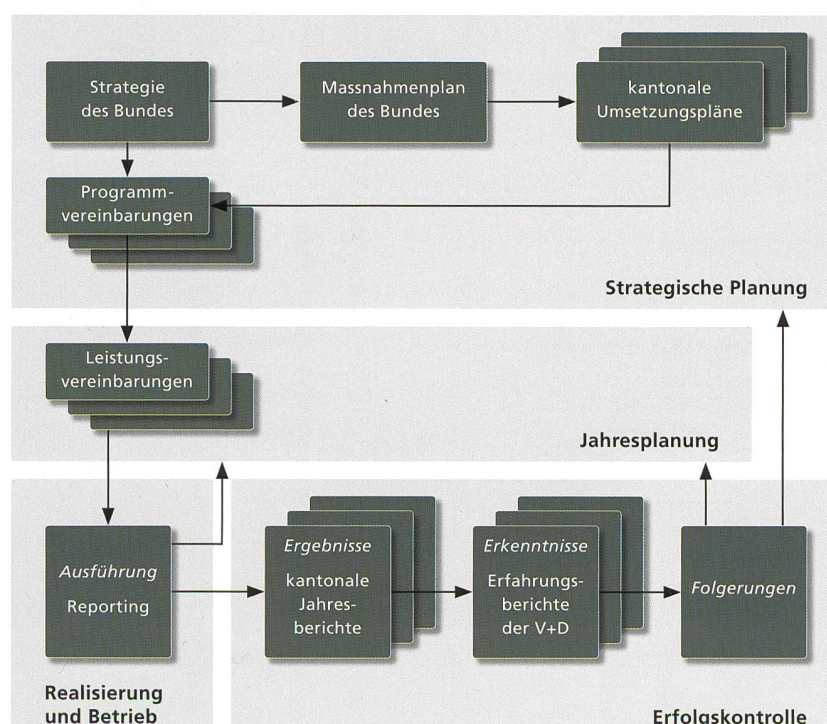 Strategie
des Bundes
Massnahmenplan
des Bundes
kantonale
Umsetzungspläne
Programm-
vereinbarungen
Strategische Planung
Leistungs-
vereinbarungen
Jahresplanung
Ausführung
Reporting
Ergebnisse
kantonale
Jahres-
berichte
Erkenntnisse
Erfahrungs-
berichte
der V+D
Folgerungen
Realisierung
und Betrieb
Erfolgskontrolle